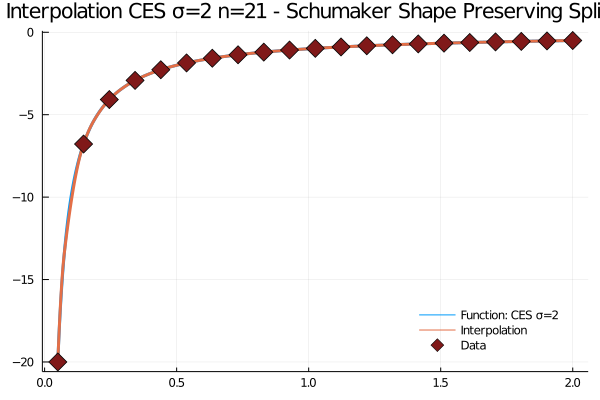 Interpolation CES σ=2 n=21 - Schumaker Shape Preserving Spli
0
−5
−10
−15
−20
0.0 0.5 1.0 1.5 2.0
Function: CES σ=2
Interpolation
Data